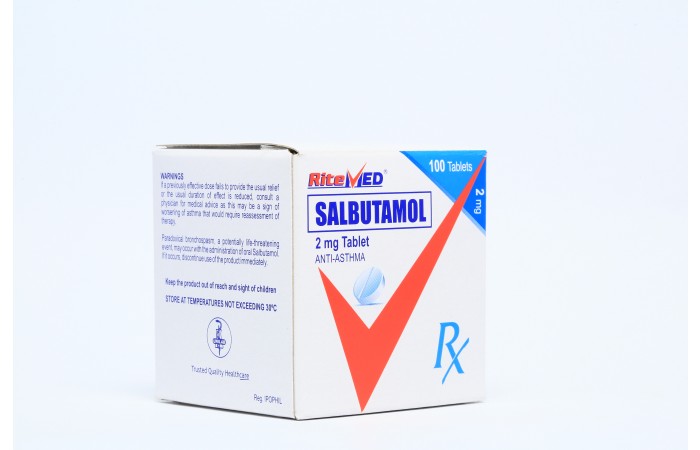 WARNINGS
If a previously effective dose fails to provide the usual relief
or the usual duration of effect is reduced, consult a
physician for medical advice as this may be a sign of
worsening of asthma that would require reassessment of
therapy.
Paradoxical bronchospasm, a potentially life-threatening
event, may occur with the administration of oral Salbutamol.
If it occurs, discontinue use of the product immediately.
Keep the product out of reach and sight of children
STORE AT TEMPERATURES NOT EXCEEDING 30°C
Trusted Quality Healthcare
Reg. IPOPHIL
RiteMED®
SALBUTAMOL
2 mg Tablet
ANTI-ASTHMA
100 Tablets
2 mg
Rx